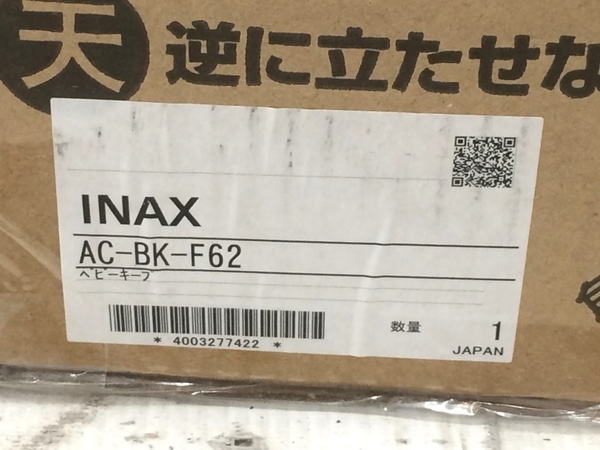 天 逆に立たせな
INAX
AC-BK-F62
ベビーキープ
* 4003277422 *
数量 1
JAPAN